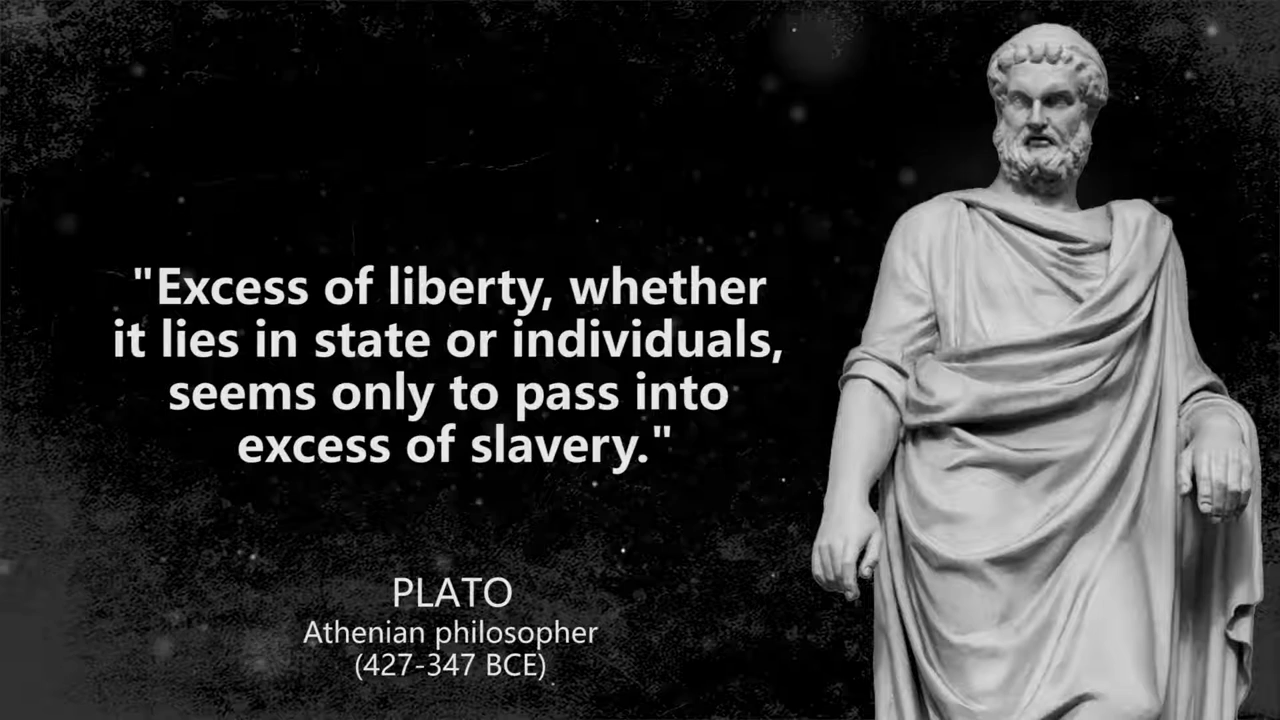 "Excess of liberty, whether
it lies in state or individuals,
seems only to pass into
excess of slavery."
PLATO
Athenian philosopher
(427-347 BCE)